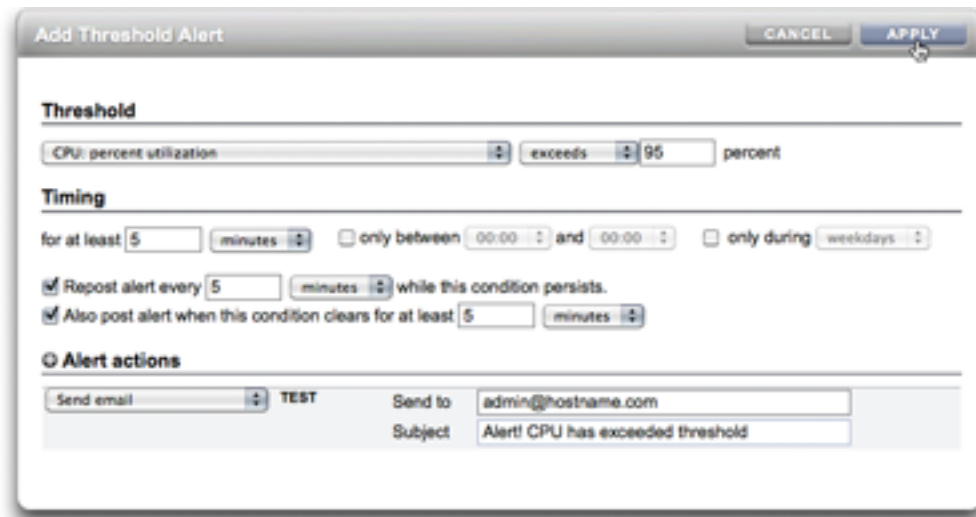 Add Threshold Alert CANCEL APPLY
Threshold
CPU: percent utilization exceeds 95 percent
Timing
for at least 5 minutes only between 00:00 and 00:00 only during weekdays
Repost alert every 5 minutes while this condition persists.
Also post alert when this condition clears for at least 5 minutes
Alert actions
Send email TEST Send to admin@hostname.com
Subject Alert! CPU has exceeded threshold